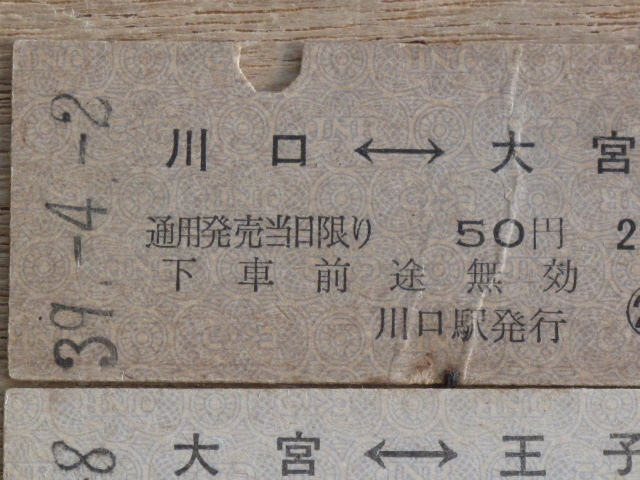 39.-4.-2
川口 ←→ 大宮
通用発売当日限り 50円 2
下車前途無効
川口駅発行
8
大宮 ←→ 王子